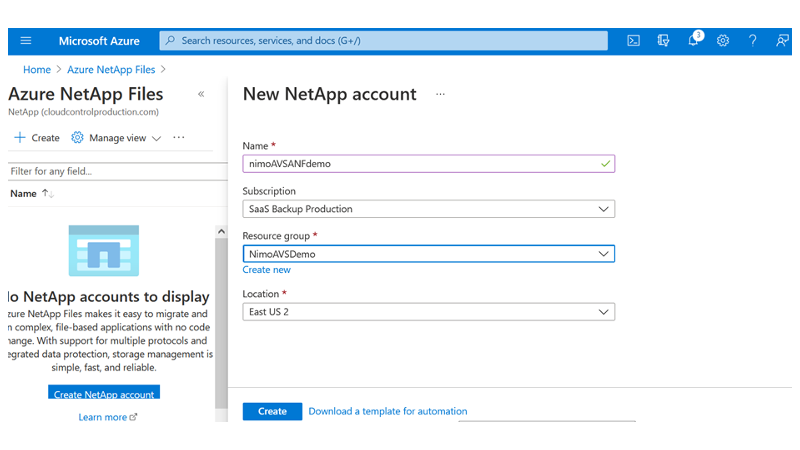 Microsoft Azure
Search resources, services, and docs (G+/)
3
Home > Azure NetApp Files >
Azure NetApp Files
NetApp (cloudcontrolproduction.com)
Create
Manage view
Filter for any field...
Name
NetApp accounts to display
NetApp Files makes it easy to migrate and
complex, file-based applications with no code
With support for multiple protocols and
data protection, storage management is
simple, fast, and reliable.
Create NetApp account
Learn more
New NetApp account
...
Name *
nimoAVSANFdemo
Subscription
SaaS Backup Production
Resource group *
NimoAVSDemo
Create new
Location *
East US 2
Create
Download a template for automation